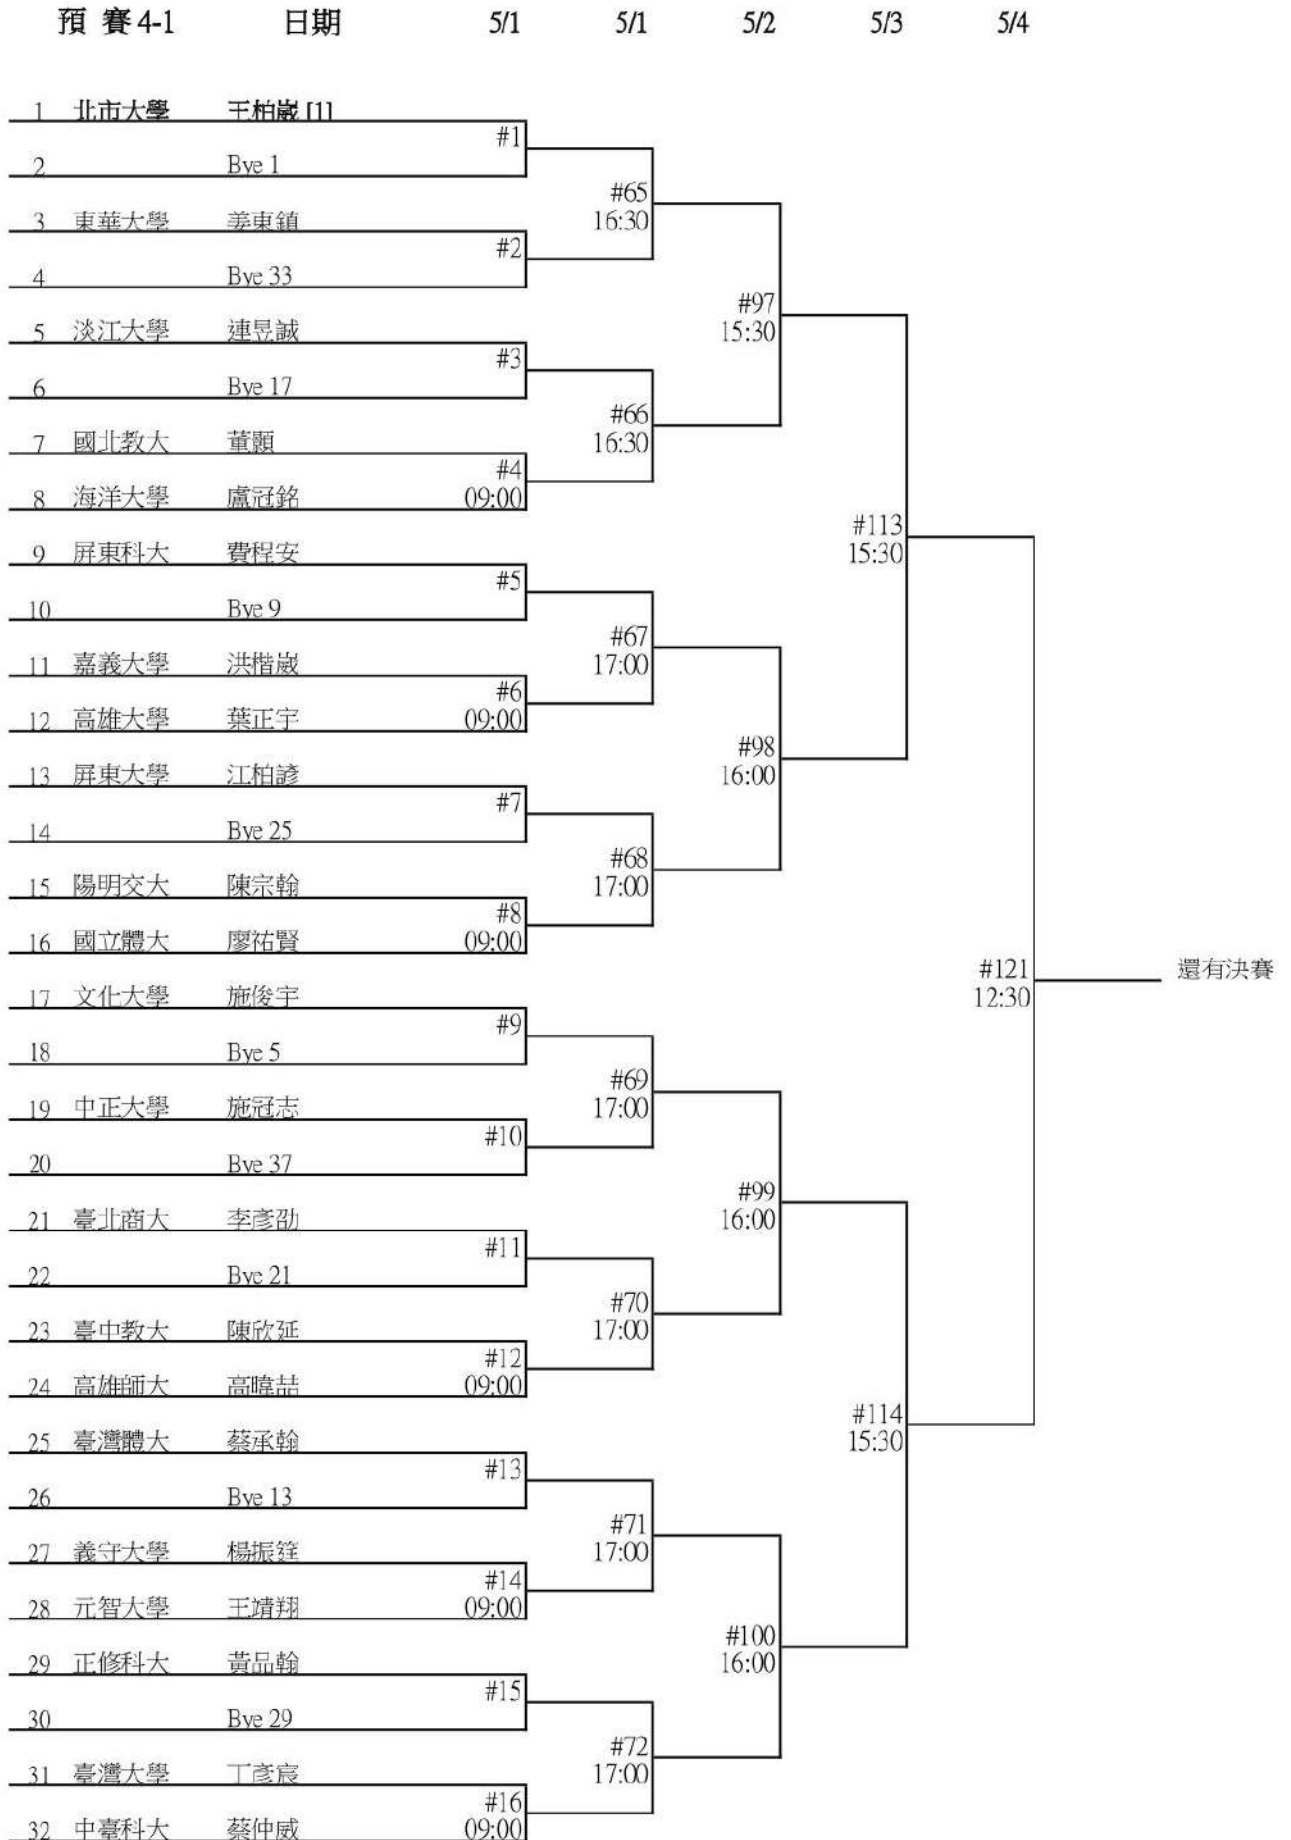 預 賽 4-1 日期 5/1 5/1 5/2 5/3 5/4
1 北市大學 王柏崴 [1]
#1
2 Bye 1
#65
3 東華大學 姜東鎮 16:30
#2
4 Bye 33
#97
5 淡江大學 連昱誠 15:30
#3
6 Bye 17
#66
7 國北教大 董顥 16:30
#4
8 海洋大學 盧冠銘 09:00
#113
9 屏東科大 費程安 15:30
#5
10 Bye 9
#67
11 嘉義大學 洪楷崴 17:00
#6
12 高雄大學 葉正宇 09:00
#98
13 屏東大學 江柏諺 16:00
#7
14 Bye 25
#68
15 陽明交大 陳宗翰 17:00
#8
16 國立體大 廖祐賢 09:00
#121 還有決賽
17 文化大學 施俊宇 12:30
#9
18 Bye 5
#69
19 中正大學 施冠志 17:00
#10
20 Bye 37
#99
21 臺北商大 李彥劭 16:00
#11
22 Bye 21
#70
23 臺中教大 陳欣延 17:00
#12
24 高雄師大 高暐喆 09:00
#114
25 臺灣體大 蔡承翰 15:30
#13
26 Bye 13
#71
27 義守大學 楊振筳 17:00
#14
28 元智大學 王靖翔 09:00
#100
29 正修科大 黃品翰 16:00
#15
30 Bye 29
#72
31 臺灣大學 丁彥宸 17:00
#16
32 中臺科大 蔡仲威 09:00